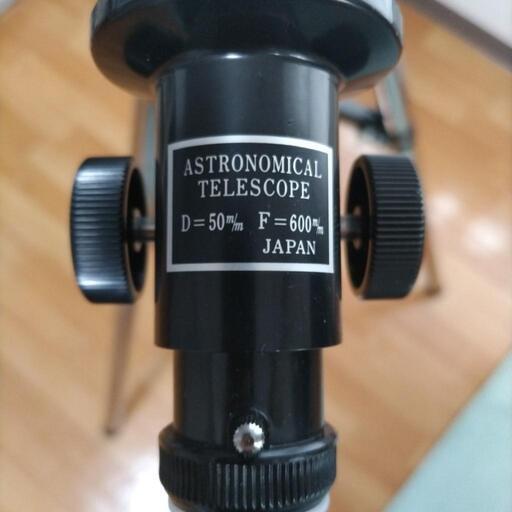 ASTRONOMICAL
TELESCOPE
D=50m/m F=600m/m
JAPAN